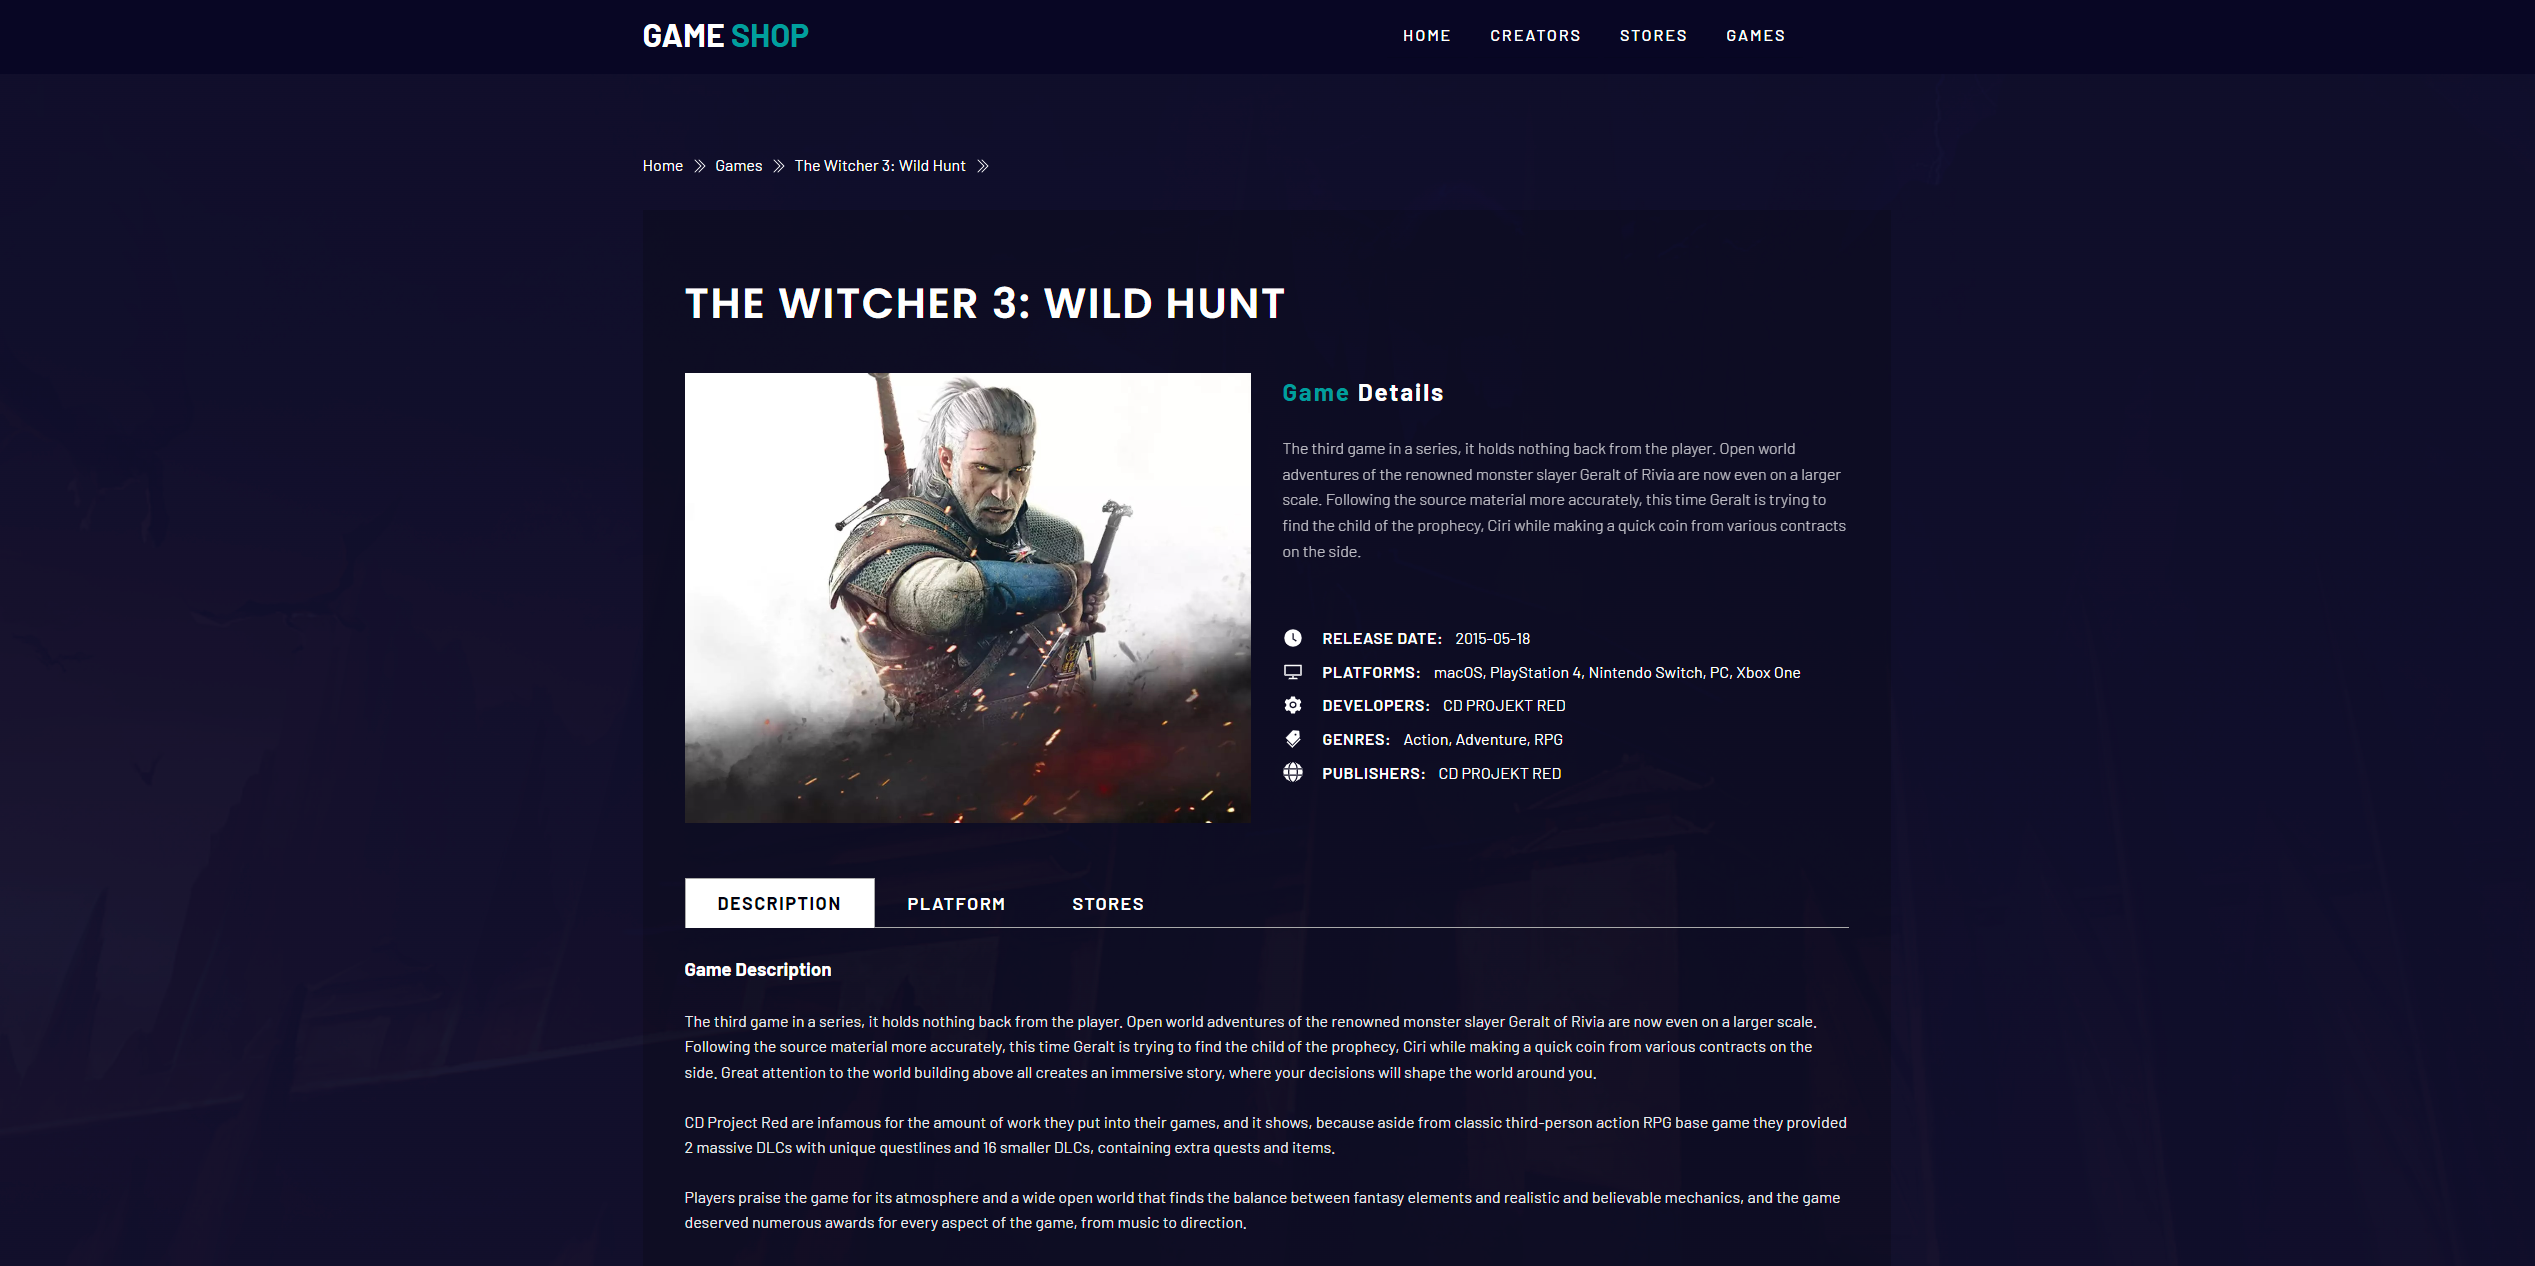 GAME SHOP
HOME CREATORS STORES GAMES
Home Games The Witcher 3: Wild Hunt
THE WITCHER 3: WILD HUNT
Game Details
The third game in a series, it holds nothing back from the player. Open world
adventures of the renowned monster slayer Geralt of Rivia are now even on a larger
scale. Following the source material more accurately, this time Geralt is trying to
find the child of the prophecy, Ciri while making a quick coin from various contracts
on the side.
RELEASE DATE: 2015-05-18
PLATFORMS: macOS, PlayStation 4, Nintendo Switch, PC, Xbox One
DEVELOPERS: CD PROJEKT RED
GENRES: Action, Adventure, RPG
PUBLISHERS: CD PROJEKT RED
DESCRIPTION PLATFORM STORES
Game Description
The third game in a series, it holds nothing back from the player. Open world adventures of the renowned monster slayer Geralt of Rivia are now even on a larger scale.
Following the source material more accurately, this time Geralt is trying to find the child of the prophecy, Ciri while making a quick coin from various contracts on the
side. Great attention to the world building above all creates an immersive story, where your decisions will shape the world around you.
CD Project Red are infamous for the amount of work they put into their games, and it shows, because aside from classic third-person action RPG base game they provided
2 massive DLCs with unique questlines and 16 smaller DLCs, containing extra quests and items.
Players praise the game for its atmosphere and a wide open world that finds the balance between fantasy elements and realistic and believable mechanics, and the game
deserved numerous awards for every aspect of the game, from music to direction.